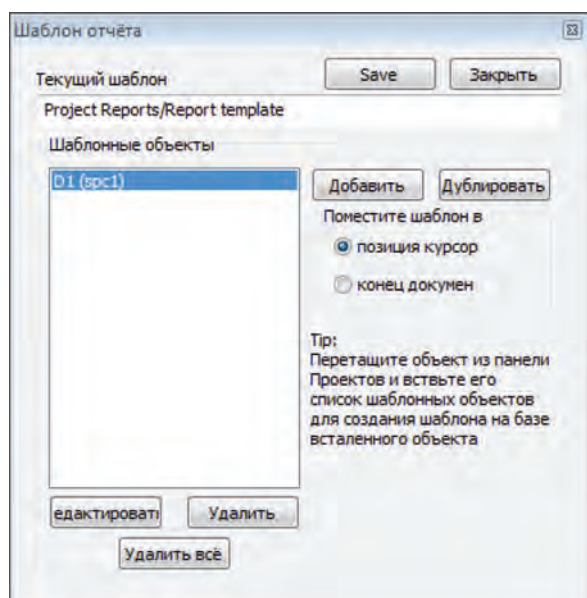 Шаблон отчёта
Текущий шаблон
Save
Закрыть
Project Reports/Report template
Шаблонные объекты
D1 (spc1)
Добавить
Дублировать
Поместите шаблон в
позиция курсор
конец докумен
Tip:
Перетащите объект из панели
Проектов и вствьте его
список шаблонных объектов
для создания шаблона на базе
всталенного объекта
едактироват
Удалить
Удалить всё